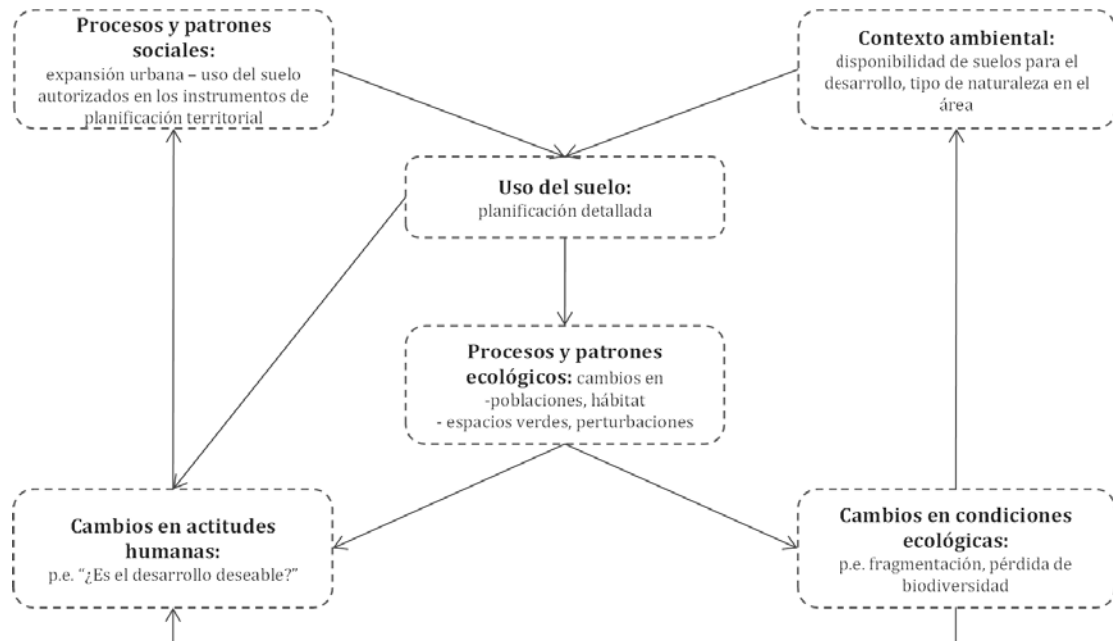 Procesos y patrones
sociales:
expansión urbana – uso del suelo
autorizados en los instrumentos de
planificación territorial
Contexto ambiental:
disponibilidad de suelos para el
desarrollo, tipo de naturaleza en el
área
Uso del suelo:
planificación detallada
Procesos y patrones
ecológicos: cambios en
-poblaciones, hábitat
- espacios verdes, perturbaciones
Cambios en actitudes
humanas:
p.e. “¿Es el desarrollo deseable?”
Cambios en condiciones
ecológicas:
p.e. fragmentación, pérdida de
biodiversidad